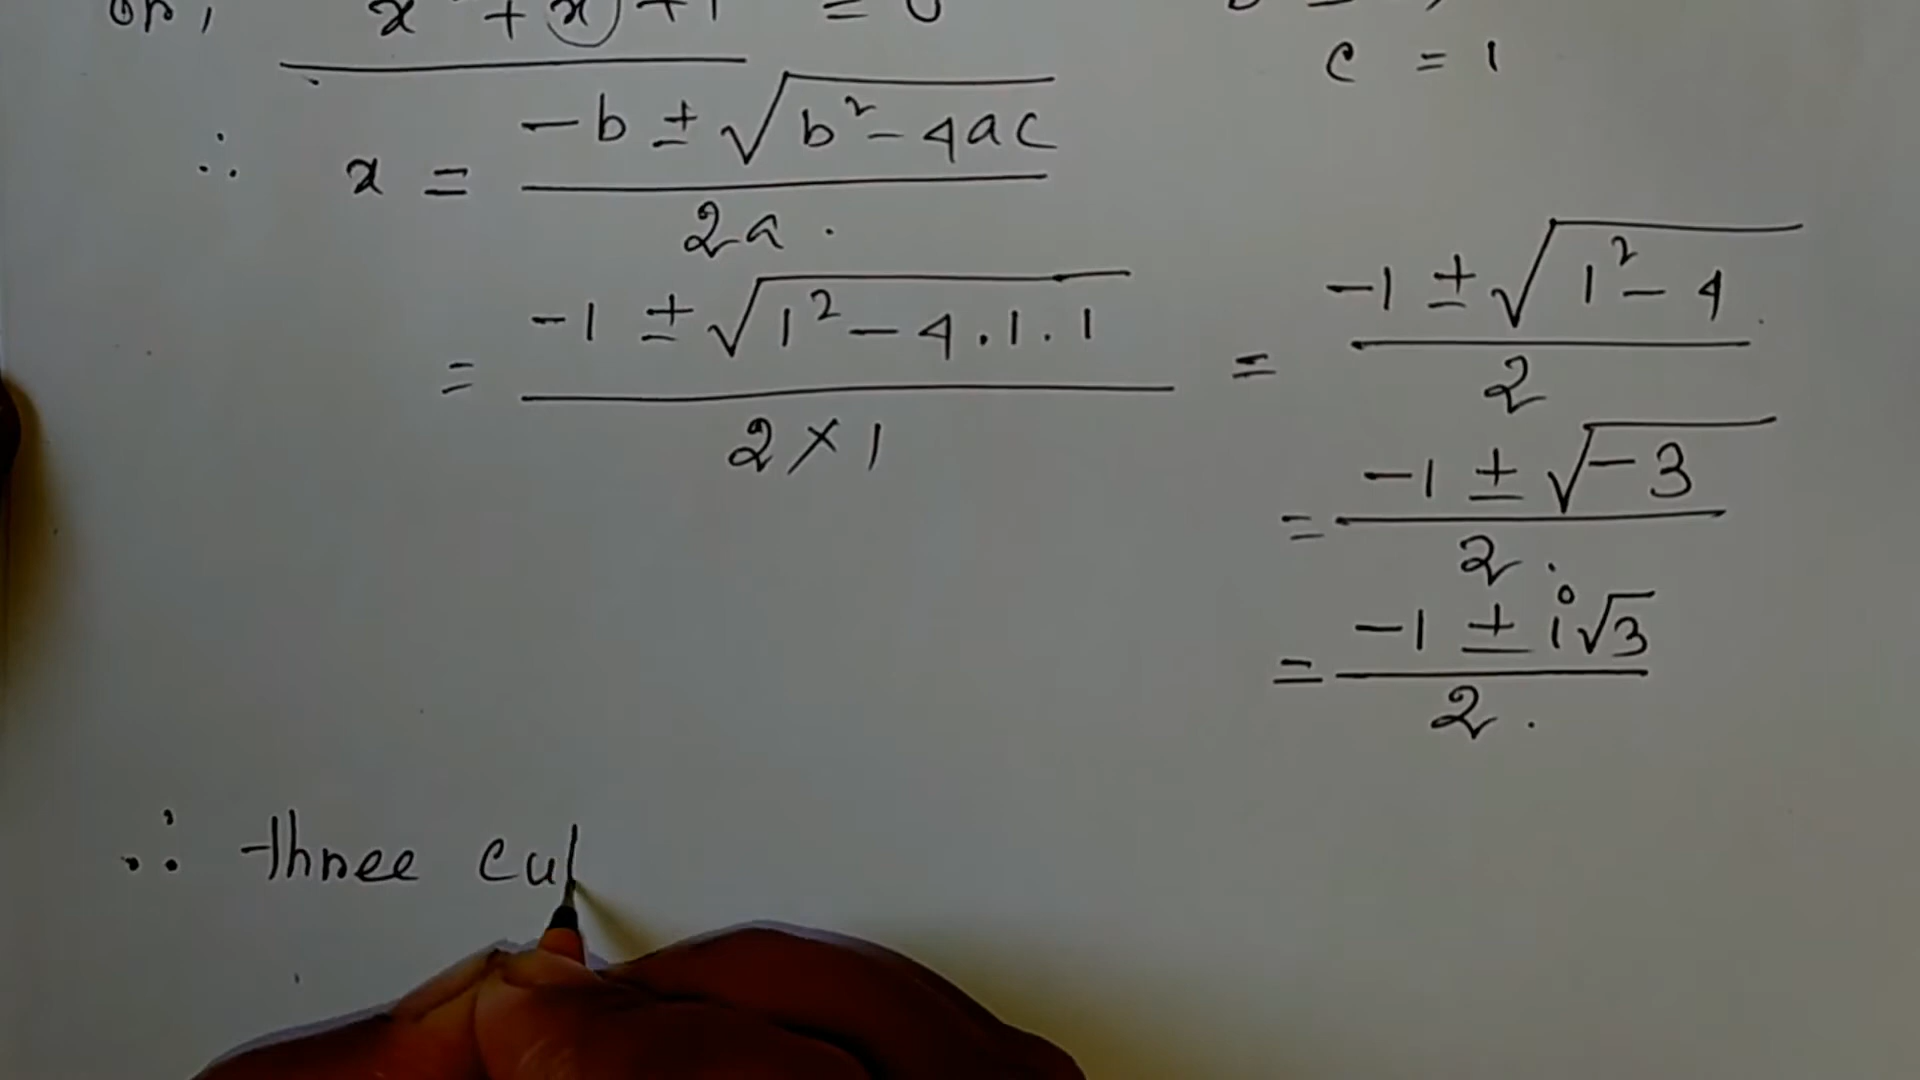 or, x² + x + 1 = 0
c = 1
∴ x = (-b ± √(b² - 4ac)) / 2a.
= (-1 ± √(1² - 4.1.1)) / (2 × 1)
= (-1 ± √(1² - 4)) / 2
= (-1 ± √-3) / 2.
= (-1 ± i√3) / 2.
∴ three cub